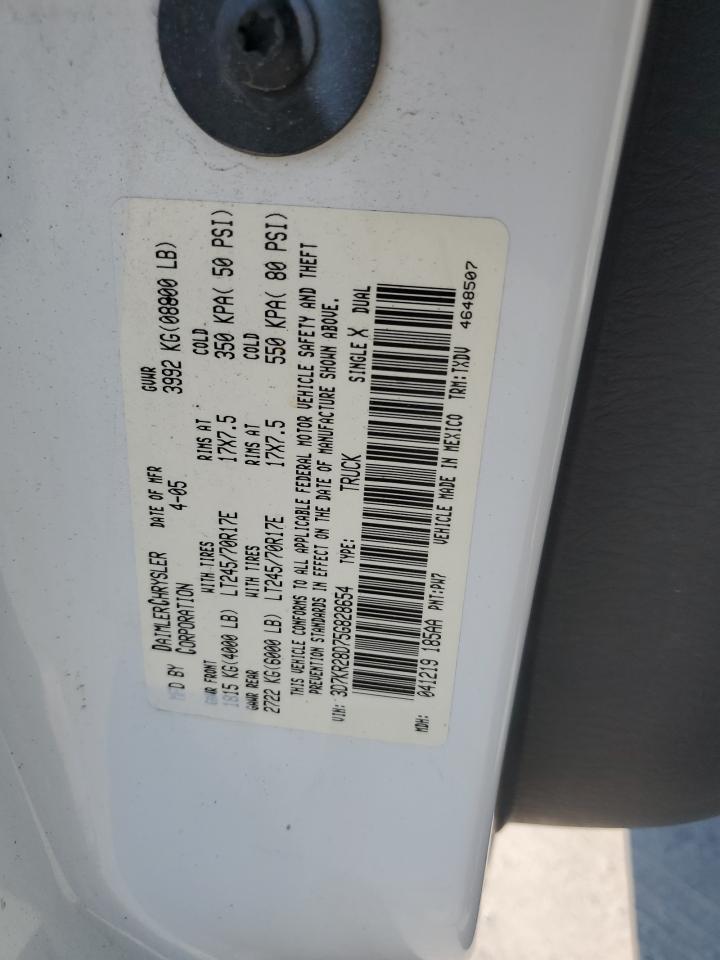 MFD BY DAIMLERCHRYSLER CORPORATION
DATE OF MFR 4-05
GVWR 3992 KG(08800 LB)
GAWR FRONT WITH TIRES RIMS AT COLD
1815 KG(4000 LB) LT245/70R17E 17X7.5 350 KPA( 50 PSI)
GAWR REAR WITH TIRES RIMS AT COLD
2722 KG(6000 LB) LT245/70R17E 17X7.5 550 KPA( 80 PSI)
THIS VEHICLE CONFORMS TO ALL APPLICABLE FEDERAL MOTOR VEHICLE SAFETY AND THEFT
PREVENTION STANDARDS IN EFFECT ON THE DATE OF MANUFACTURE SHOWN ABOVE.
VIN: 3D7KR28D75G828654 TYPE: TRUCK SINGLE X DUAL
MDH: 041219 185AA PNT:PW7 VEHICLE MADE IN MEXICO TRM:TXDV 4648507